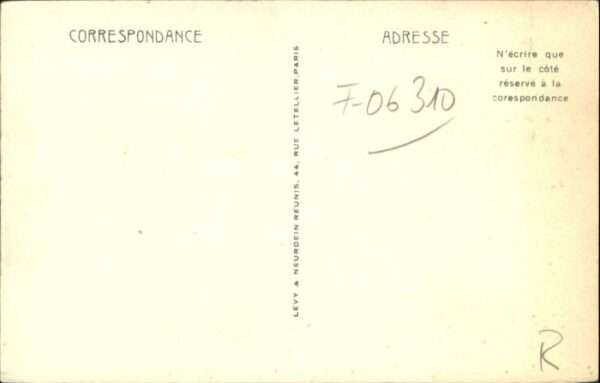 CORRESPONDANCE
ADRESSE
N'écrire que
sur le côté
réservé à la
corespondance
F-06310
LÉVY & NEURDEIN RÉUNIS, 44, RUE LETELLIER, PARIS
R